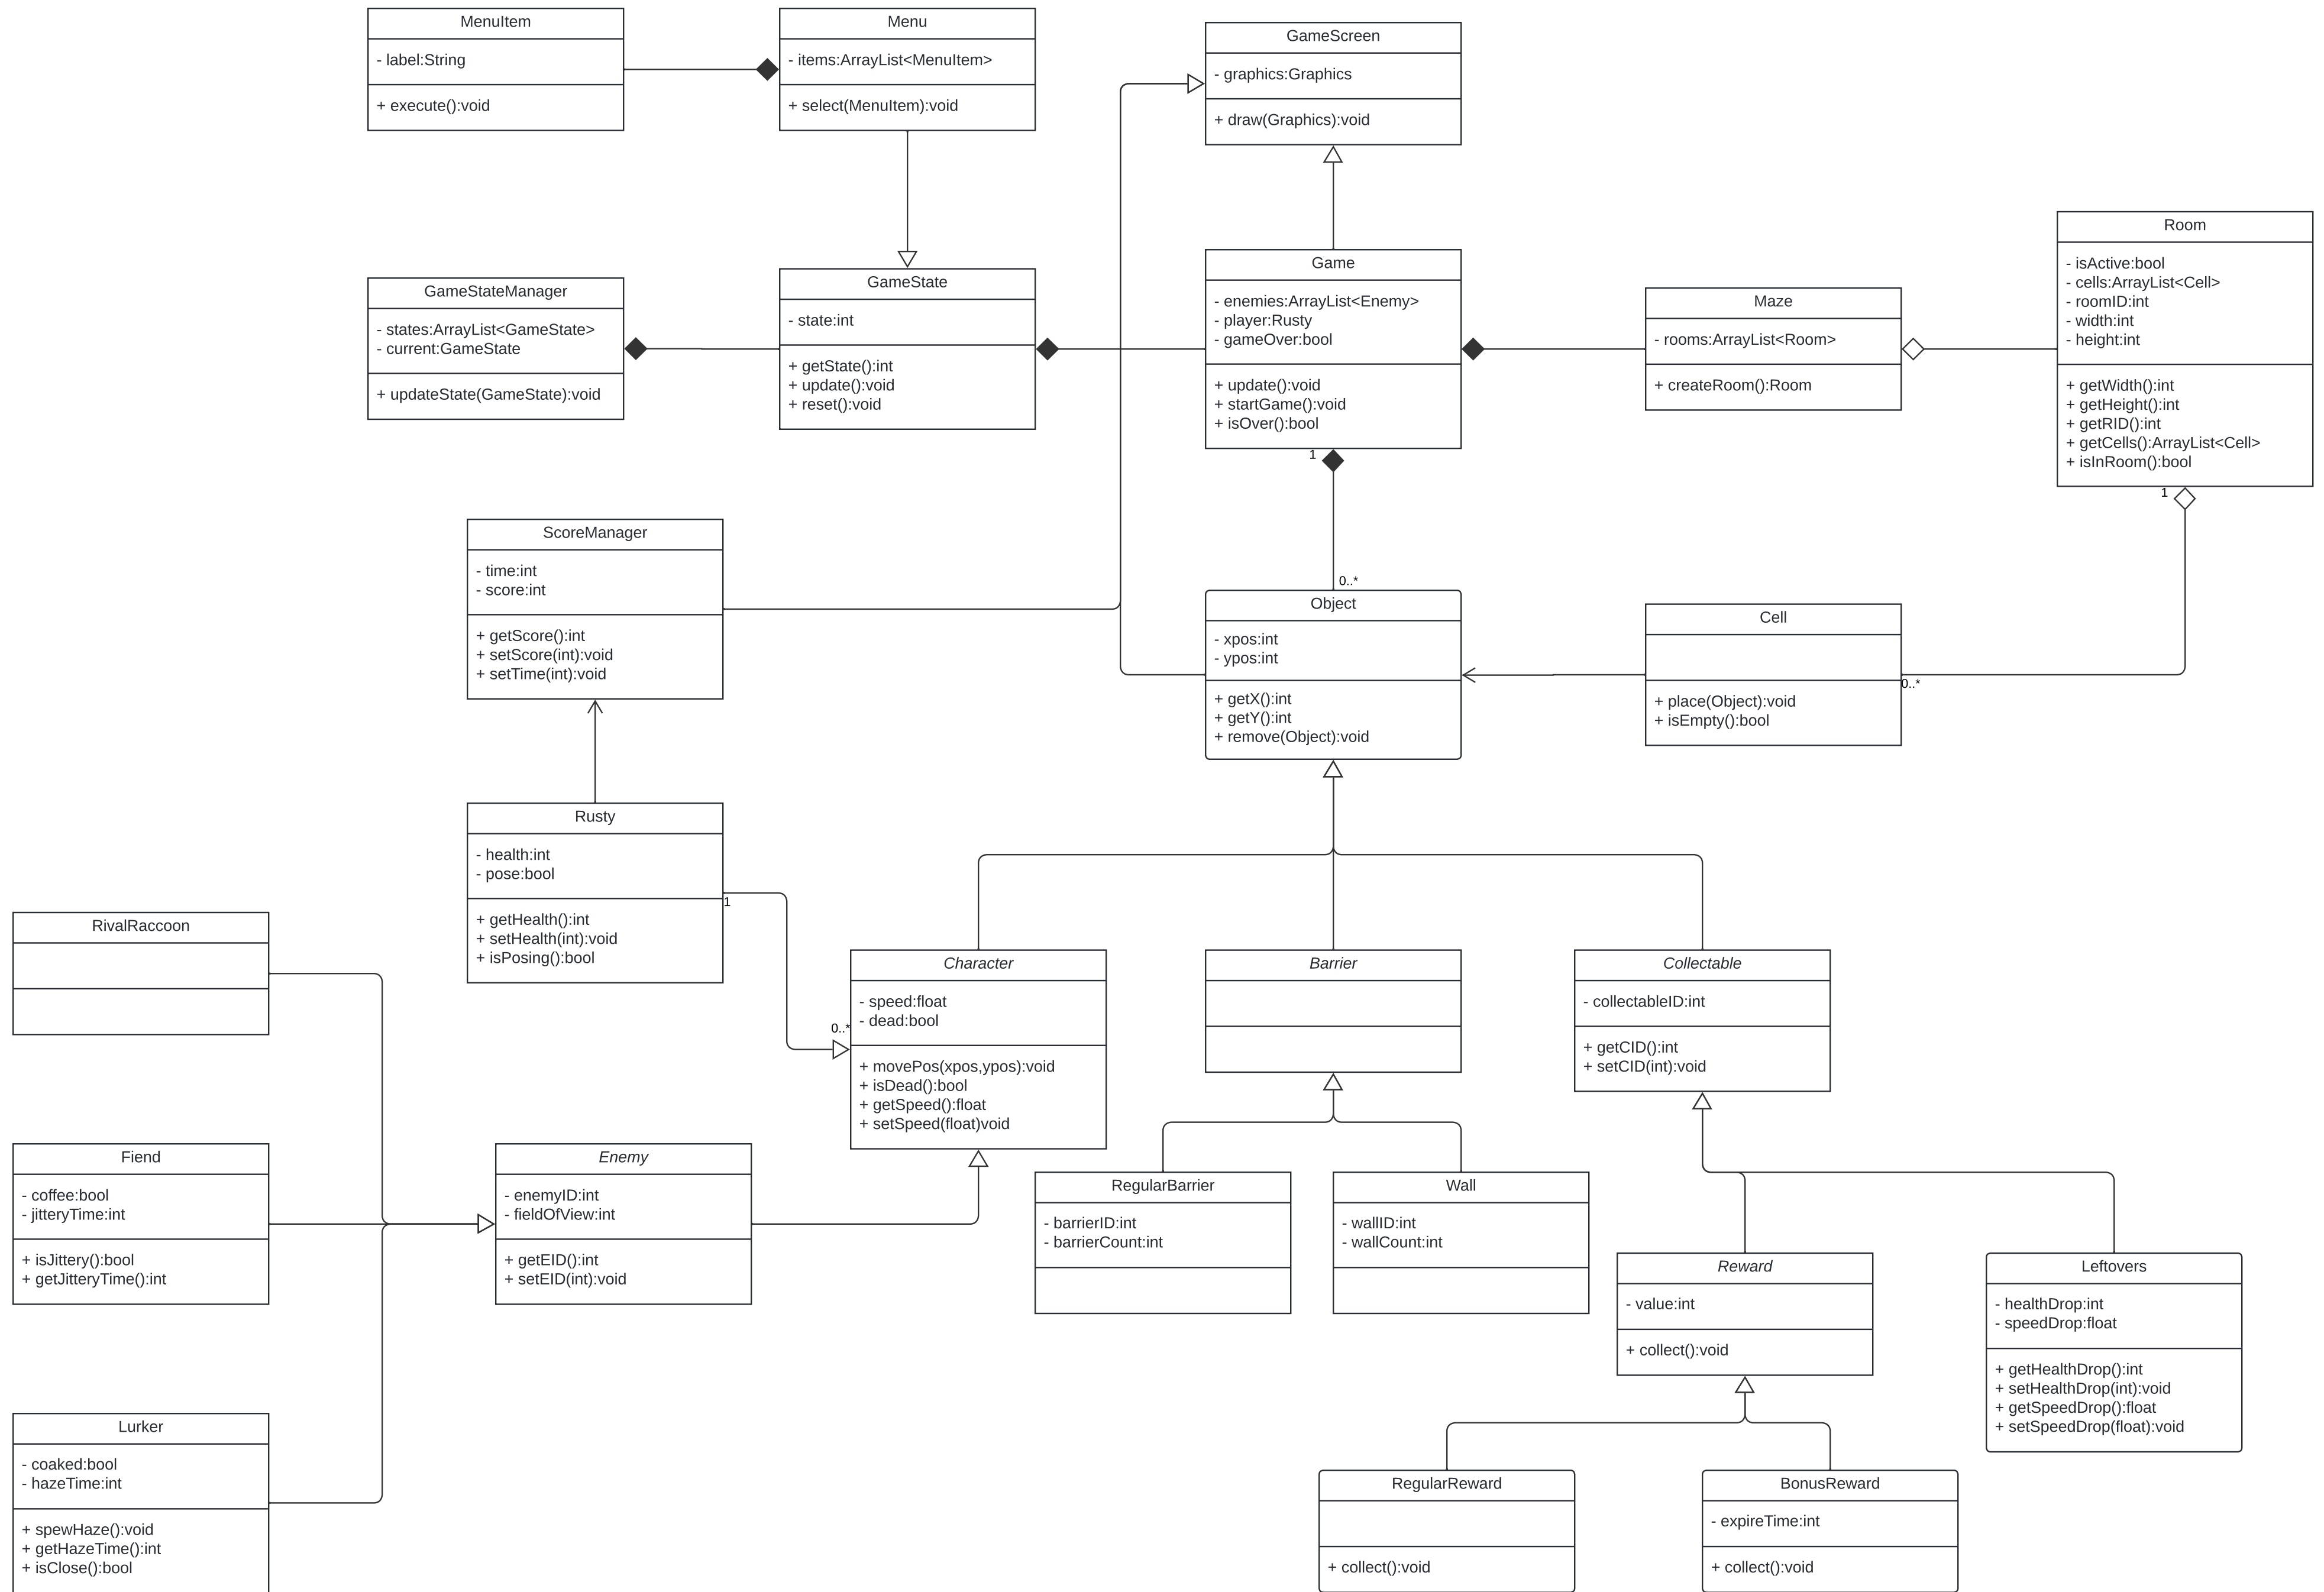 MenuItem
- label:String
+ execute():void
Menu
- items:ArrayList<MenuItem>
+ select(MenuItem):void
GameScreen
- graphics:Graphics
+ draw(Graphics):void
GameStateManager
- states:ArrayList<GameState>
- current:GameState
+ updateState(GameState):void
GameState
- state:int
+ getState():int
+ update():void
+ reset():void
Game
- enemies:ArrayList<Enemy>
- player:Rusty
- gameOver:bool
+ update():void
+ startGame():void
+ isOver():bool
1
0..*
Maze
- rooms:ArrayList<Room>
+ createRoom():Room
Room
- isActive:bool
- cells:ArrayList<Cell>
- roomID:int
- width:int
- height:int
+ getWidth():int
+ getHeight():int
+ getRID():int
+ getCells():ArrayList<Cell>
+ isInRoom():bool
1
0..*
ScoreManager
- time:int
- score:int
+ getScore():int
+ setScore(int):void
+ setTime(int):void
Object
- xpos:int
- ypos:int
+ getX():int
+ getY():int
+ remove(Object):void
Cell
+ place(Object):void
+ isEmpty():bool
Rusty
- health:int
- pose:bool
+ getHealth():int
+ setHealth(int):void
+ isPosing():bool
1
0..*
RivalRaccoon
Character
- speed:float
- dead:bool
+ movePos(xpos,ypos):void
+ isDead():bool
+ getSpeed():float
+ setSpeed(float)void
Barrier
Collectable
- collectableID:int
+ getCID():int
+ setCID(int):void
Fiend
- coffee:bool
- jitteryTime:int
+ isJittery():bool
+ getJitteryTime():int
Enemy
- enemyID:int
- fieldOfView:int
+ getEID():int
+ setEID(int):void
RegularBarrier
- barrierID:int
- barrierCount:int
Wall
- wallID:int
- wallCount:int
Reward
- value:int
+ collect():void
Leftovers
- healthDrop:int
- speedDrop:float
+ getHealthDrop():int
+ setHealthDrop(int):void
+ getSpeedDrop():float
+ setSpeedDrop(float):void
Lurker
- coaked:bool
- hazeTime:int
+ spewHaze():void
+ getHazeTime():int
+ isClose():bool
RegularReward
+ collect():void
BonusReward
- expireTime:int
+ collect():void